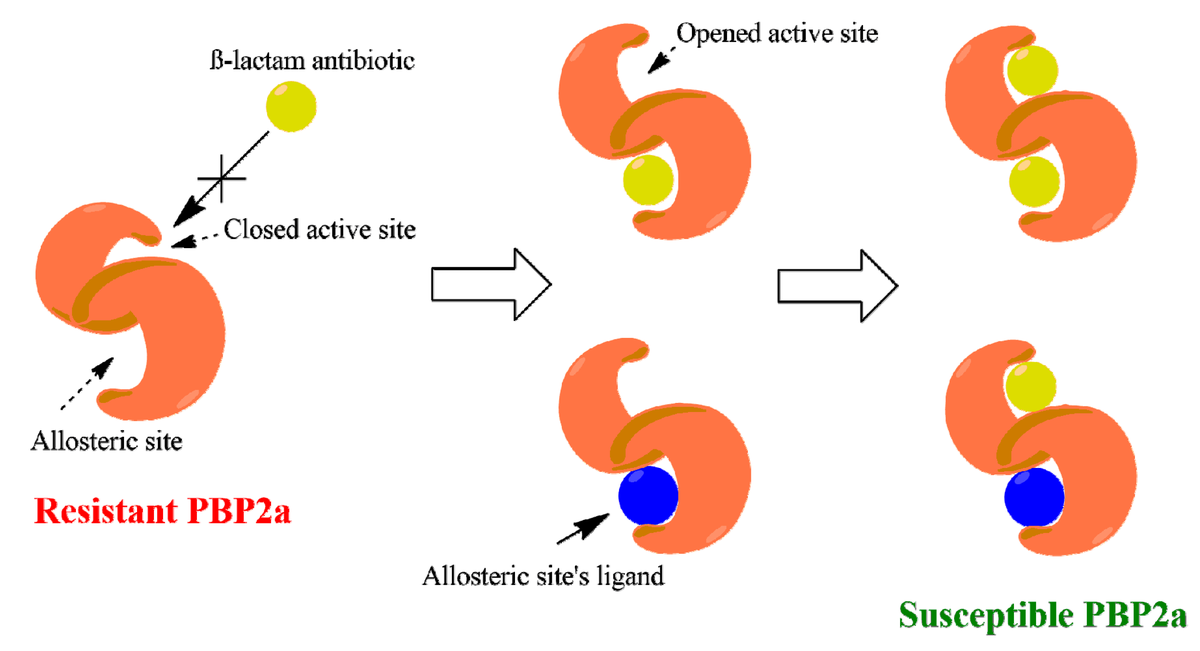 ß-lactam antibiotic
Opened active site
Closed active site
Allosteric site
Resistant PBP2a
Allosteric site's ligand
Susceptible PBP2a